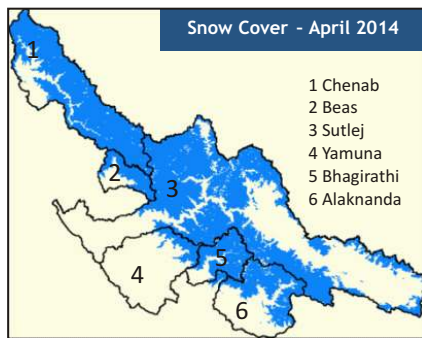 Snow Cover - April 2014
1 Chenab
2 Beas
3 Sutlej
4 Yamuna
5 Bhagirathi
6 Alaknanda
1
2
3
4
5
6